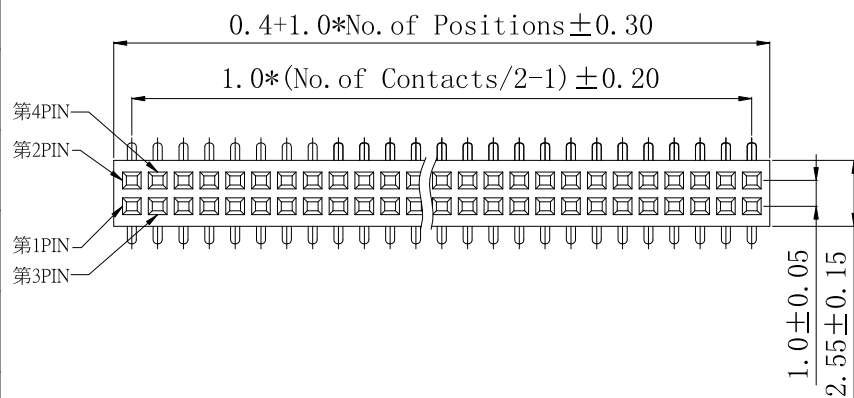 0.4+1.0*No.of Positions±0.30
1.0*(No.of Contacts/2-1)±0.20
第4PIN
第2PIN
第1PIN
第3PIN
1.0±0.05
2.55±0.15